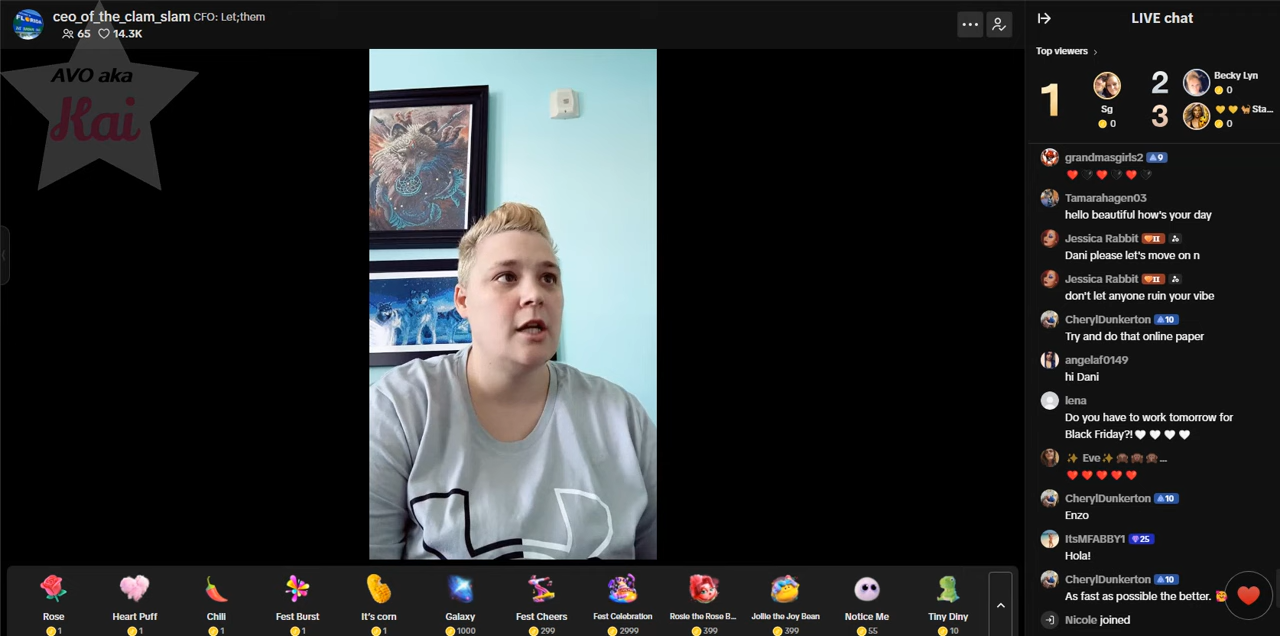 ceo_of_the_clam_slam CFO: Let;them
65 14.3K
AVO aka
Kai
LIVE chat
Top viewers
1
Sg
0
2
Becky Lyn
0
3
Sta...
0
grandmasgirls2 9
Tamarahagen03
hello beautiful how's your day
Jessica Rabbit II
Dani please let's move on n
Jessica Rabbit II
don't let anyone ruin your vibe
CherylDunkerton 10
Try and do that online paper
angelaf0149
hi Dani
lena
Do you have to work tomorrow for
Black Friday?!
Eve ...
CherylDunkerton 10
Enzo
ItsMFABBY1 25
Hola!
CherylDunkerton 10
As fast as possible the better.
Nicole joined
Rose
1
Heart Puff
1
Chili
1
Fest Burst
1
It's corn
1
Galaxy
1000
Fest Cheers
299
Fest Celebration
2999
Rosie the Rose B...
399
Jollie the Joy Bean
399
Notice Me
55
Tiny Diny
10